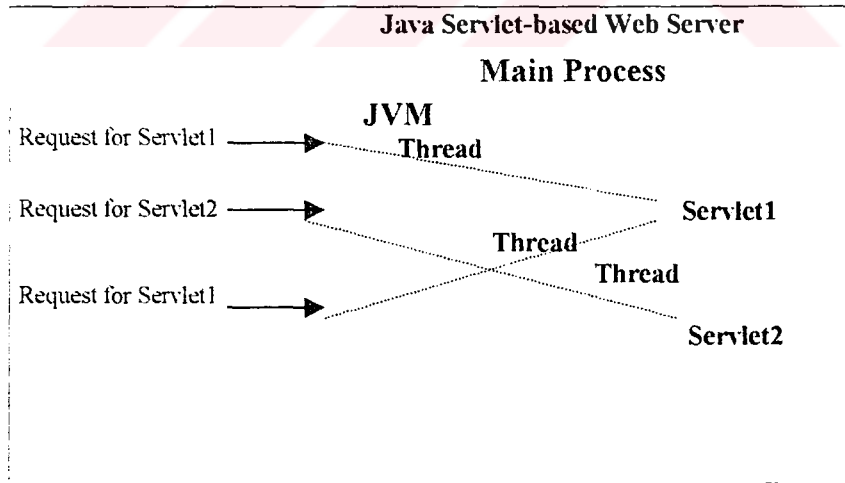 Java Servlet-based Web Server
Main Process
JVM
Request for Servlet1
Thread
Request for Servlet2
Servlet1
Thread
Thread
Request for Servlet1
Servlet2